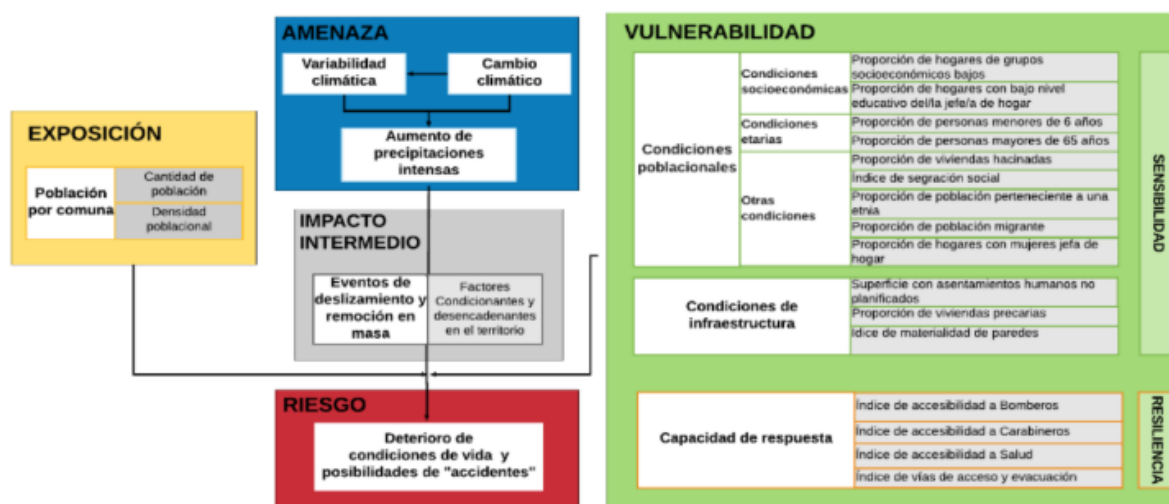 EXPOSICIÓN
Población
por comuna
Cantidad de
población
Densidad
poblacional
AMENAZA
Variabilidad
climática
Cambio
climático
Aumento de
precipitaciones
intensas
IMPACTO
INTERMEDIO
Eventos de
deslizamiento y
remoción en
masa
Factores
Condicionantes y
desencadenantes
en el territorio
RIESGO
Deterioro de
condiciones de vida y
posibilidades de "accidentes"
VULNERABILIDAD
Condiciones
poblacionales
Condiciones
socioeconómicas
Proporción de hogares de grupos
socioeconómicos bajos
Proporción de hogares con bajo nivel
educativo del/la jefe/a de hogar
Condiciones
etarias
Proporción de personas menores de 6 años
Proporción de personas mayores de 65 años
Otras
condiciones
Proporción de viviendas hacinadas
Índice de segración social
Proporción de población perteneciente a una
etnia
Proporción de población migrante
Proporción de hogares con mujeres jefa de
hogar
Condiciones de
infraestructura
Superficie con asentamientos humanos no
planificados
Proporción de viviendas precarias
Idice de materialidad de paredes
SENSIBILIDAD
Capacidad de respuesta
Índice de accesibilidad a Bomberos
Índice de accesibilidad a Carabineros
Índice de accesibilidad a Salud
Índice de vías de acceso y evacuación
RESILIENCIA